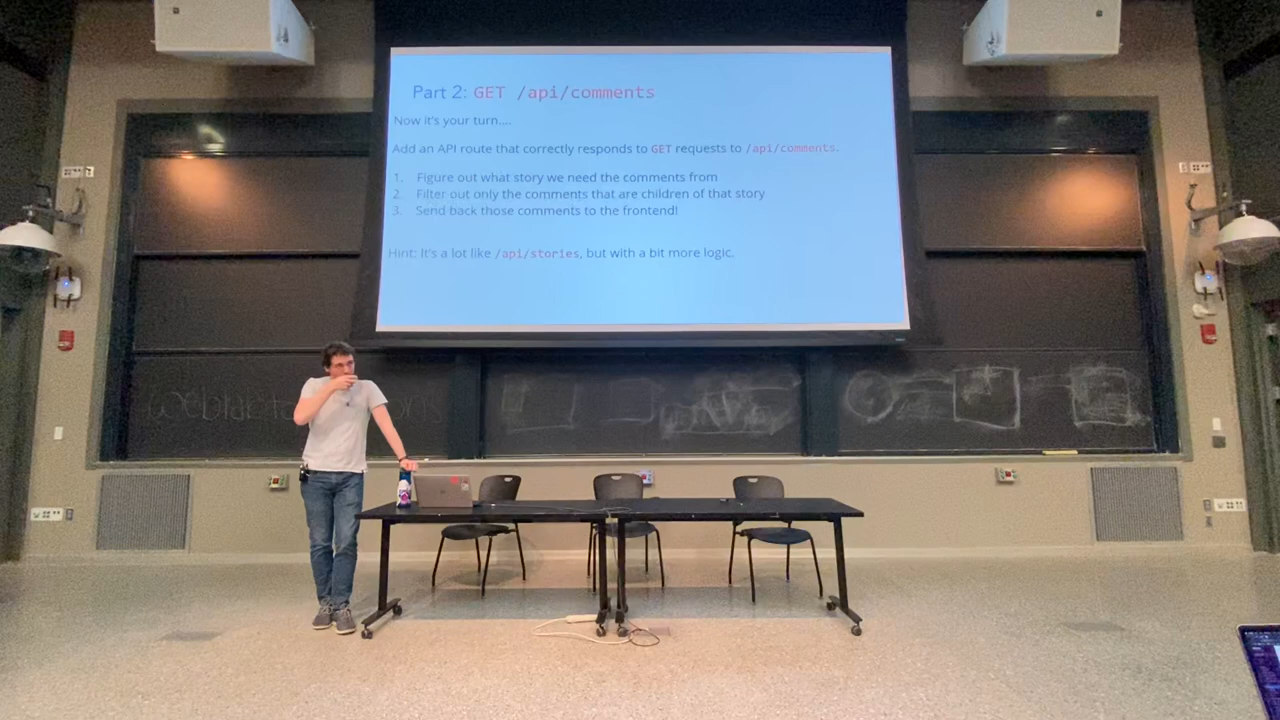 Part 2: GET /api/comments
Now it's your turn....
Add an API route that correctly responds to GET requests to /api/comments.
1. Figure out what story we need the comments from
2. Filter out only the comments that are children of that story
3. Send back those comments to the frontend!
Hint: It's a lot like /api/stories, but with a bit more logic.